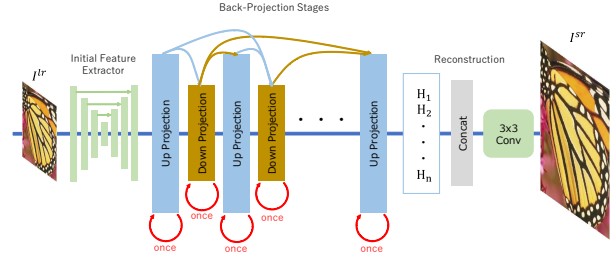 Back-Projection Stages
I^{lr}
Initial Feature
Extractor
Up Projection
Down Projection
Up Projection
Down Projection
. . .
Up Projection
Reconstruction
H_1
H_2
.
.
.
H_n
Concat
3x3
Conv
I^{sr}
once
once
once
once
once